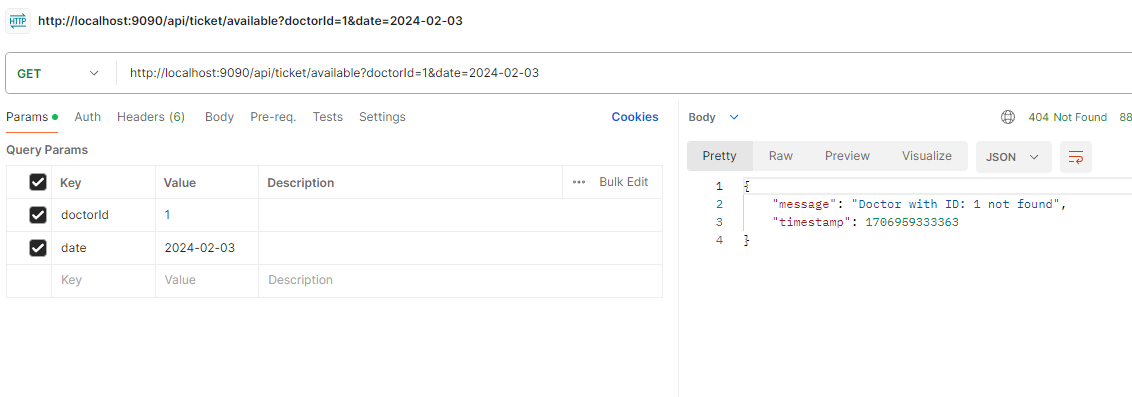 HTTP http://localhost:9090/api/ticket/available?doctorId=1&date=2024-02-03
GET http://localhost:9090/api/ticket/available?doctorId=1&date=2024-02-03
Params Auth Headers (6) Body Pre-req. Tests Settings Cookies
Query Params
Key Value Description ••• Bulk Edit
doctorId 1
date 2024-02-03
Key Value Description
Body 404 Not Found 88
Pretty Raw Preview Visualize JSON
1 {
2 "message": "Doctor with ID: 1 not found",
3 "timestamp": 1706959333363
4 }